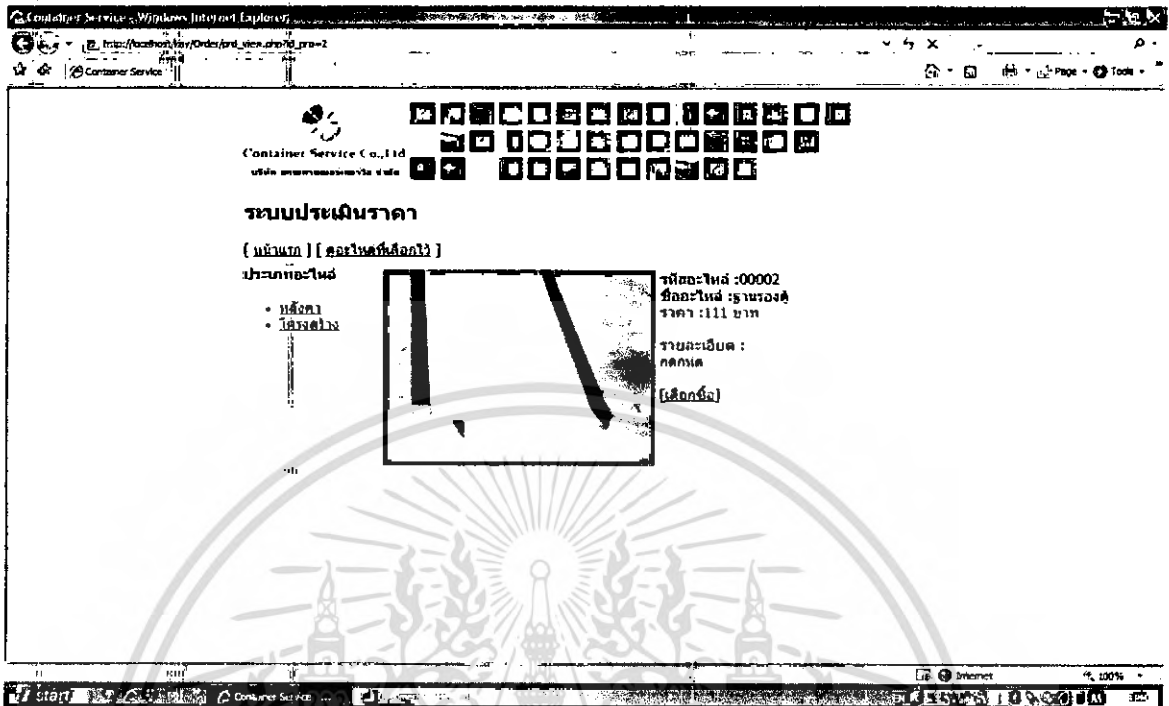 Container Service - Windows Internet Explorer
http://localhost/kay/Order/prd_view.php?id_pro=2
Container Service
Page
Tools
Container Service Co.,Ltd
ระบบประเมินราคา
[ หน้าแรก ] [ ดูอะไหล่ที่เลือกไว้ ]
ประเภทอะไหล่
หลังคา
โครงสร้าง
รหัสอะไหล่ :00002
ชื่ออะไหล่ :ฐานรองตู้
ราคา :111 บาท
รายละเอียด :
[เลือกซื้อ]
Internet
100%
start
Container Service ...